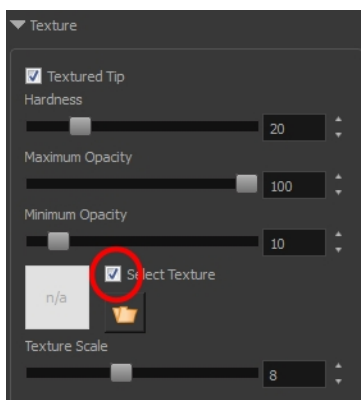 Texture
Textured Tip
Hardness
20
Maximum Opacity
100
Minimum Opacity
10
Select Texture
n/a
Texture Scale
8